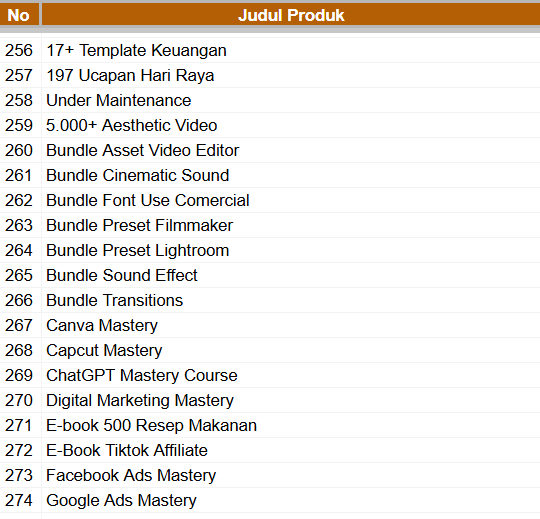 No Judul Produk
256 17+ Template Keuangan
257 197 Ucapan Hari Raya
258 Under Maintenance
259 5.000+ Aesthetic Video
260 Bundle Asset Video Editor
261 Bundle Cinematic Sound
262 Bundle Font Use Comercial
263 Bundle Preset Filmmaker
264 Bundle Preset Lightroom
265 Bundle Sound Effect
266 Bundle Transitions
267 Canva Mastery
268 Capcut Mastery
269 ChatGPT Mastery Course
270 Digital Marketing Mastery
271 E-book 500 Resep Makanan
272 E-Book Tiktok Affiliate
273 Facebook Ads Mastery
274 Google Ads Mastery